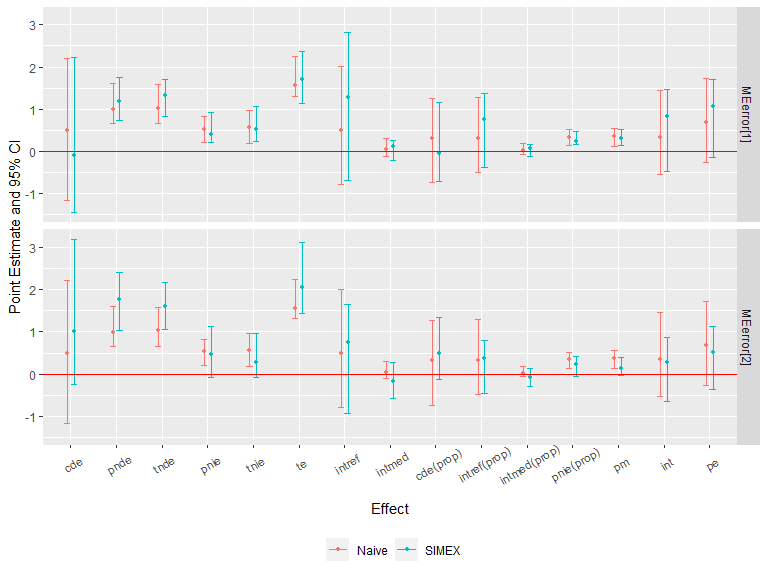 3
2
1
0
-1
MEerror[1]
3
2
1
0
-1
MEerror[2]
Point Estimate and 95% CI
cde pnde tnde pnie tnie te intref intmed cde(prop) intref(prop) intmed(prop) pnie(prop) pm int pe
Effect
Naive SIMEX